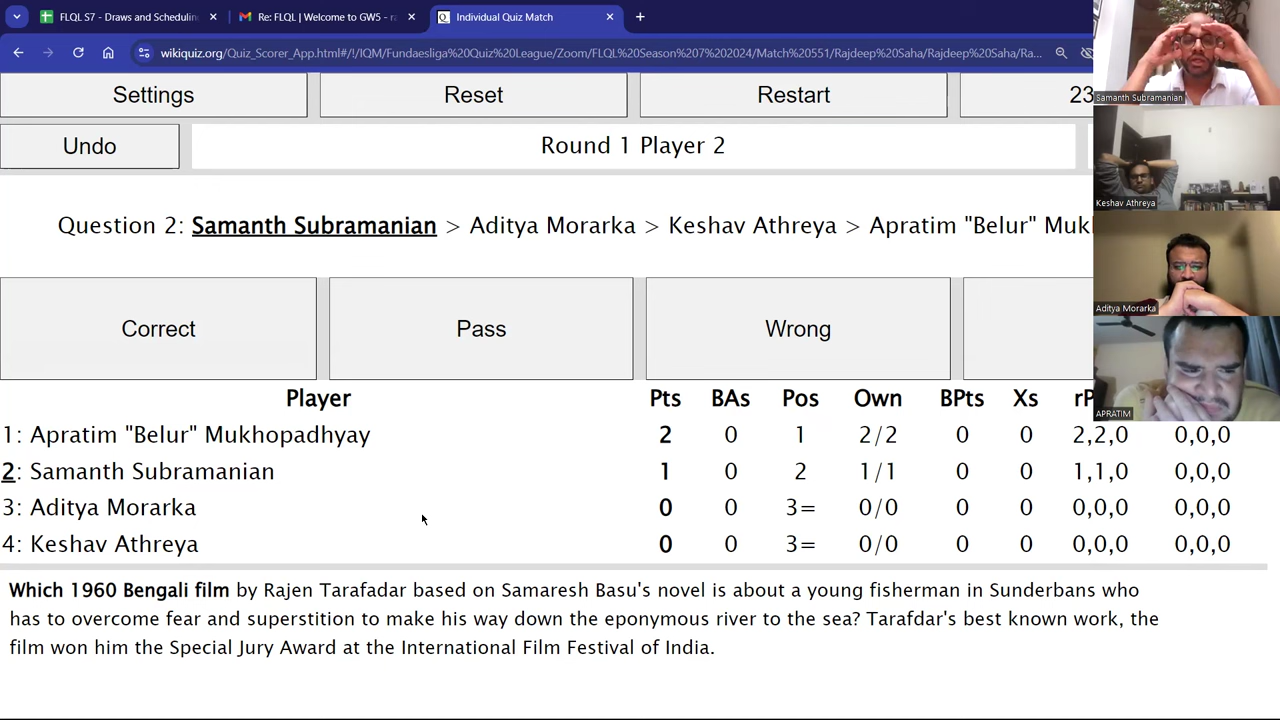 FLQL S7 - Draws and Schedulin
Re: FLQL | Welcome to GW5 - ra
Individual Quiz Match
wikiquiz.org/Quiz_Scorer_App.html#/!/IQM/Fundaesliga%20Quiz%20League/Zoom/FLQL%20Season%207%202024/Match%20551/Rajdeep%20Saha/Rajdeep%20Saha/Ra...
Settings Reset Restart 23
Undo Round 1 Player 2
Question 2: Samanth Subramanian > Aditya Morarka > Keshav Athreya > Apratim "Belur" Muk
Correct Pass Wrong
Player Pts BAs Pos Own BPts Xs rP
1: Apratim "Belur" Mukhopadhyay 2 0 1 2/2 0 0 2,2,0 0,0,0
2: Samanth Subramanian 1 0 2 1/1 0 0 1,1,0 0,0,0
3: Aditya Morarka 0 0 3= 0/0 0 0 0,0,0 0,0,0
4: Keshav Athreya 0 0 3= 0/0 0 0 0,0,0 0,0,0
Which 1960 Bengali film by Rajen Tarafadar based on Samaresh Basu's novel is about a young fisherman in Sunderbans who
has to overcome fear and superstition to make his way down the eponymous river to the sea? Tarafdar's best known work, the
film won him the Special Jury Award at the International Film Festival of India.
Samanth Subramanian
Keshav Athreya
Aditya Morarka
APRATIM